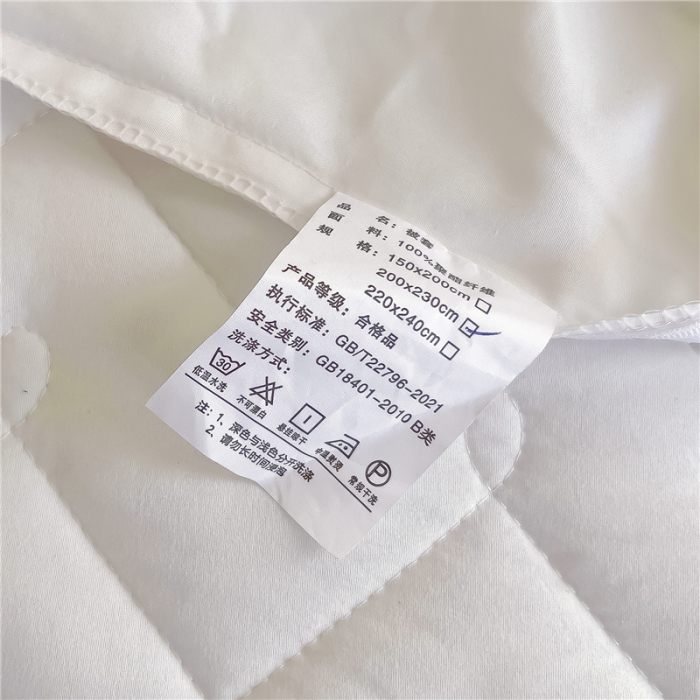 品 名：被套
面 料：100%聚酯纤维
规 格：150x200cm□
200x230cm☑
220x240cm□
产品等级：合格品
执行标准：GB/T22796-2021
安全类别：GB18401-2010 B类
洗涤方式：
30
低温水洗 不可漂白 悬挂晾干 中温熨烫 常规干洗
P
注：1、深色与浅色分开洗涤
2、请勿长时间浸泡